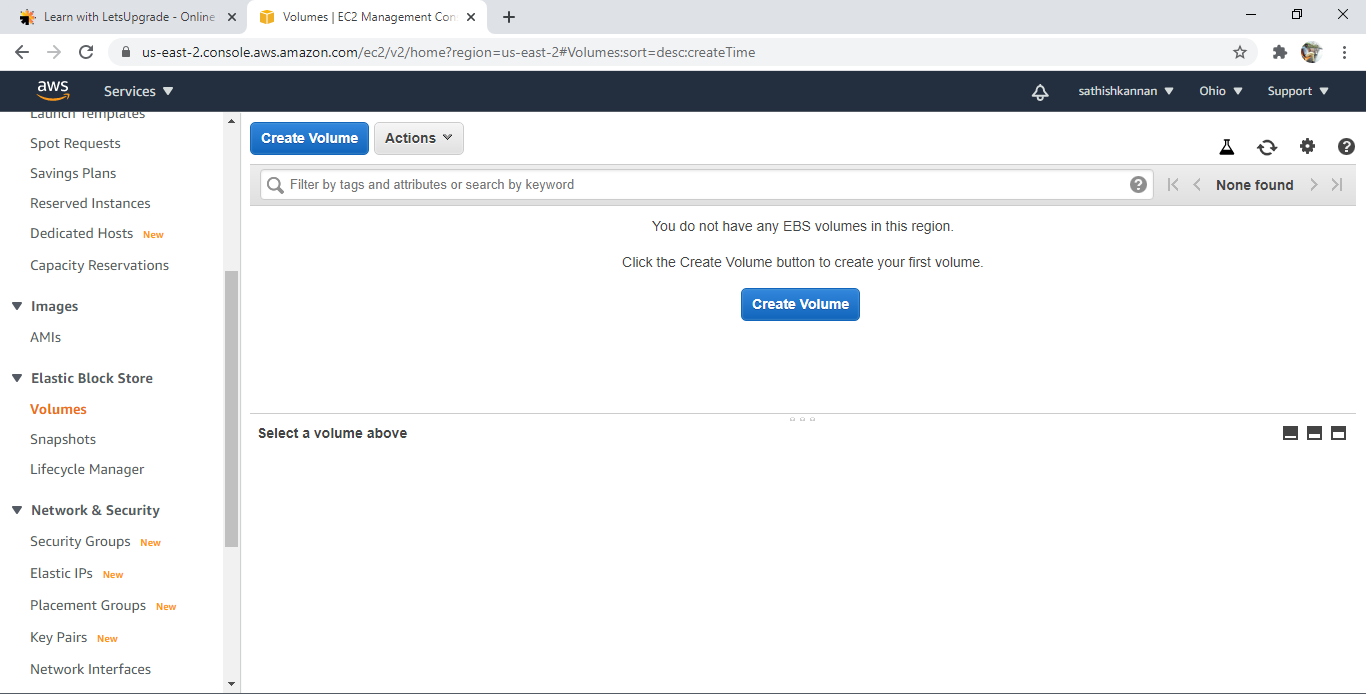 Learn with LetsUpgrade - Online
Volumes | EC2 Management Con
us-east-2.console.aws.amazon.com/ec2/v2/home?region=us-east-2#Volumes:sort=desc:createTime
aws Services sathishkannan Ohio Support
Launch Templates
Spot Requests
Savings Plans
Reserved Instances
Dedicated Hosts New
Capacity Reservations
Images
AMIs
Elastic Block Store
Volumes
Snapshots
Lifecycle Manager
Network & Security
Security Groups New
Elastic IPs New
Placement Groups New
Key Pairs New
Network Interfaces
Create Volume Actions
Filter by tags and attributes or search by keyword None found
You do not have any EBS volumes in this region.
Click the Create Volume button to create your first volume.
Create Volume
Select a volume above